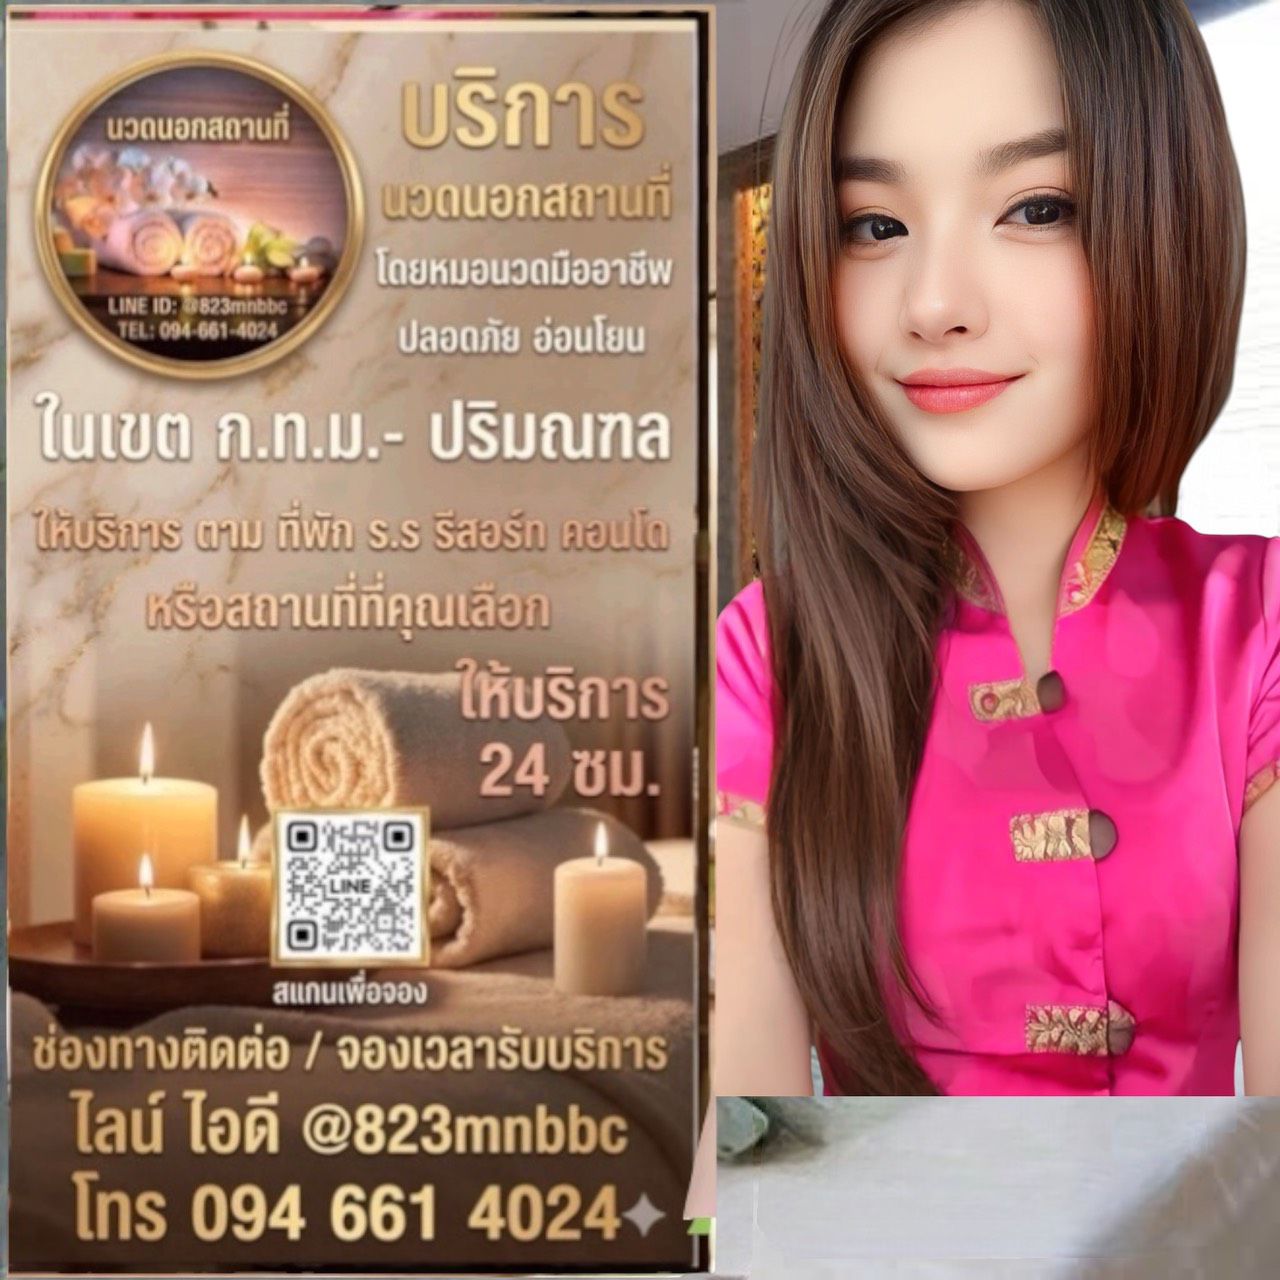 นวดนอกสถานที่
LINE ID: @823mnbbc
TEL: 094-661-4024
บริการ
นวดนอกสถานที่
โดยหมอนวดมืออาชีพ
ปลอดภัย อ่อนโยน
ในเขต ก.ท.ม.- ปริมณฑล
ให้บริการ ตาม ที่พัก ร.ร รีสอร์ท คอนโด
หรือสถานที่ที่คุณเลือก
ให้บริการ
24 ชม.
LINE
สแกนเพื่อจอง
ช่องทางติดต่อ / จองเวลารับบริการ
ไลน์ ไอดี @823mnbbc
โทร 094 661 4024